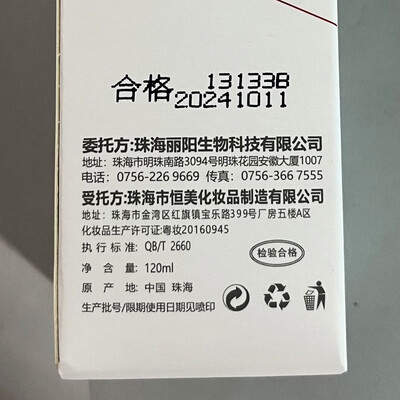 合格 13133B
20241011
委托方:珠海丽阳生物科技有限公司
地址：珠海市明珠南路3094号明珠花园安徽大厦1007
电话：0756-226 9669 传真：0756-366 7555
受托方:珠海市恒美化妆品制造有限公司
地址:珠海市金湾区红旗镇宝乐路399号厂房五楼A区
化妆品生产许可证:粤妆20160945
执行标准: QB/T 2660
净含量: 120ml
检验合格
原产地: 中国 珠海
生产批号/限期使用日期见喷印